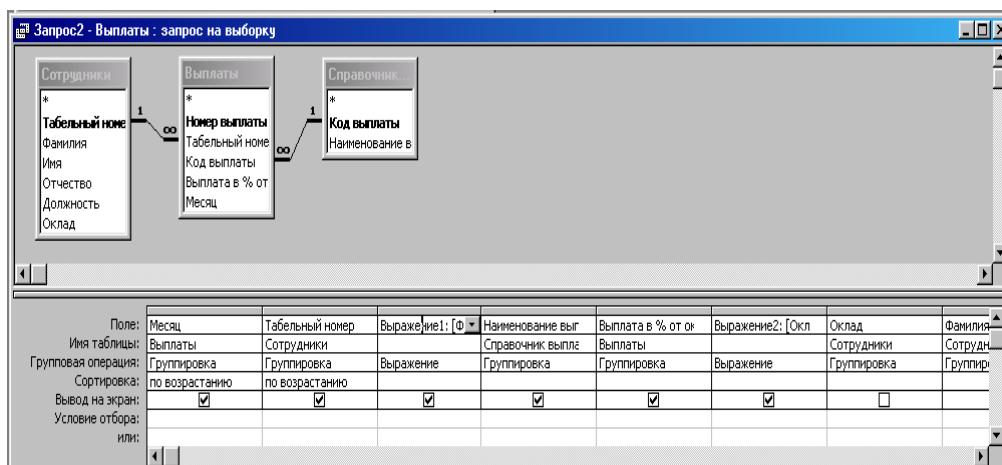 Запрос2 - Выплаты : запрос на выборку
Сотрудники
*
Табельный номе
Фамилия
Имя
Отчество
Должность
Оклад
1
∞
Выплаты
*
Номер выплаты
Табельный номе
Код выплаты
Выплата в % от
Месяц
∞
1
Справочник...
*
Код выплаты
Наименование в
Поле: Месяц Табельный номер Выражение1: [Ф Наименование вып Выплата в % от ок Выражение2: [Окл Оклад Фамилия
Имя таблицы: Выплаты Сотрудники Справочник выпла Выплаты Сотрудники Сотрудн
Групповая операция: Группировка Группировка Выражение Группировка Группировка Выражение Группировка Группиро
Сортировка: по возрастанию по возрастанию
Вывод на экран:
Условие отбора:
или: